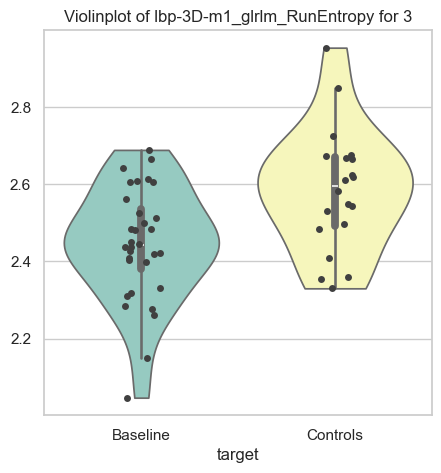 Violinplot of lbp-3D-m1_glrlm_RunEntropy for 3
2.8
2.6
2.4
2.2
Baseline Controls
target